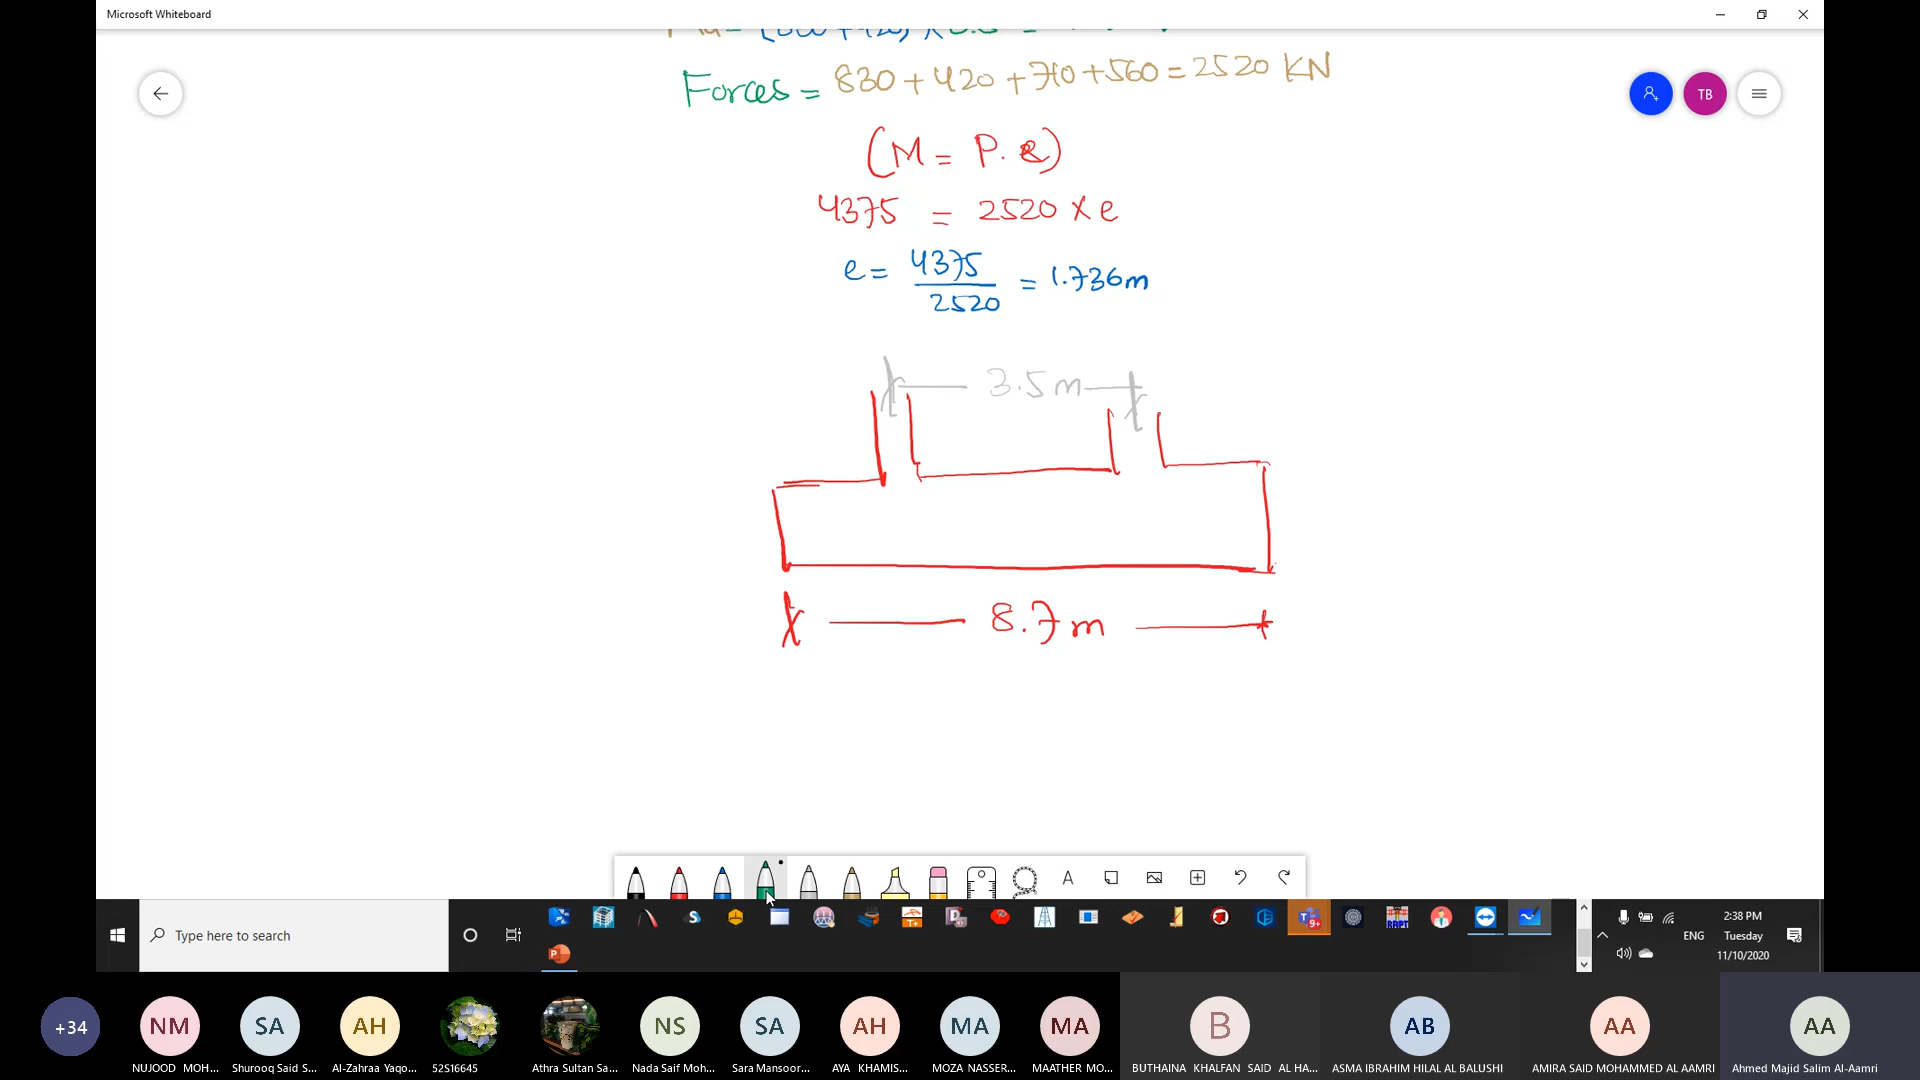 Microsoft Whiteboard
Forces = 830 + 420 + 710 + 560 = 2520 KN
TB
(M = P. e)
4375 = 2520 X e
e = 4375 / 2520 = 1.736m
3.5m
8.7m
A
Type here to search
ENG
2:38 PM
Tuesday
11/10/2020
+34
NM
SA
AH
NS
SA
AH
MA
MA
B
AB
AA
AA
NUJOOD MOH...
Shurooq Said S...
Al-Zahraa Yaqo...
52S16645
Athra Sultan Sa...
Nada Saif Moh...
Sara Mansoor...
AYA KHAMIS...
MOZA NASSER...
MAATHER MO...
BUTHAINA KHALFAN SAID AL HA...
ASMA IBRAHIM HILAL AL BALUSHI
AMIRA SAID MOHAMMED AL AAMRI
Ahmed Majid Salim Al-Aamri